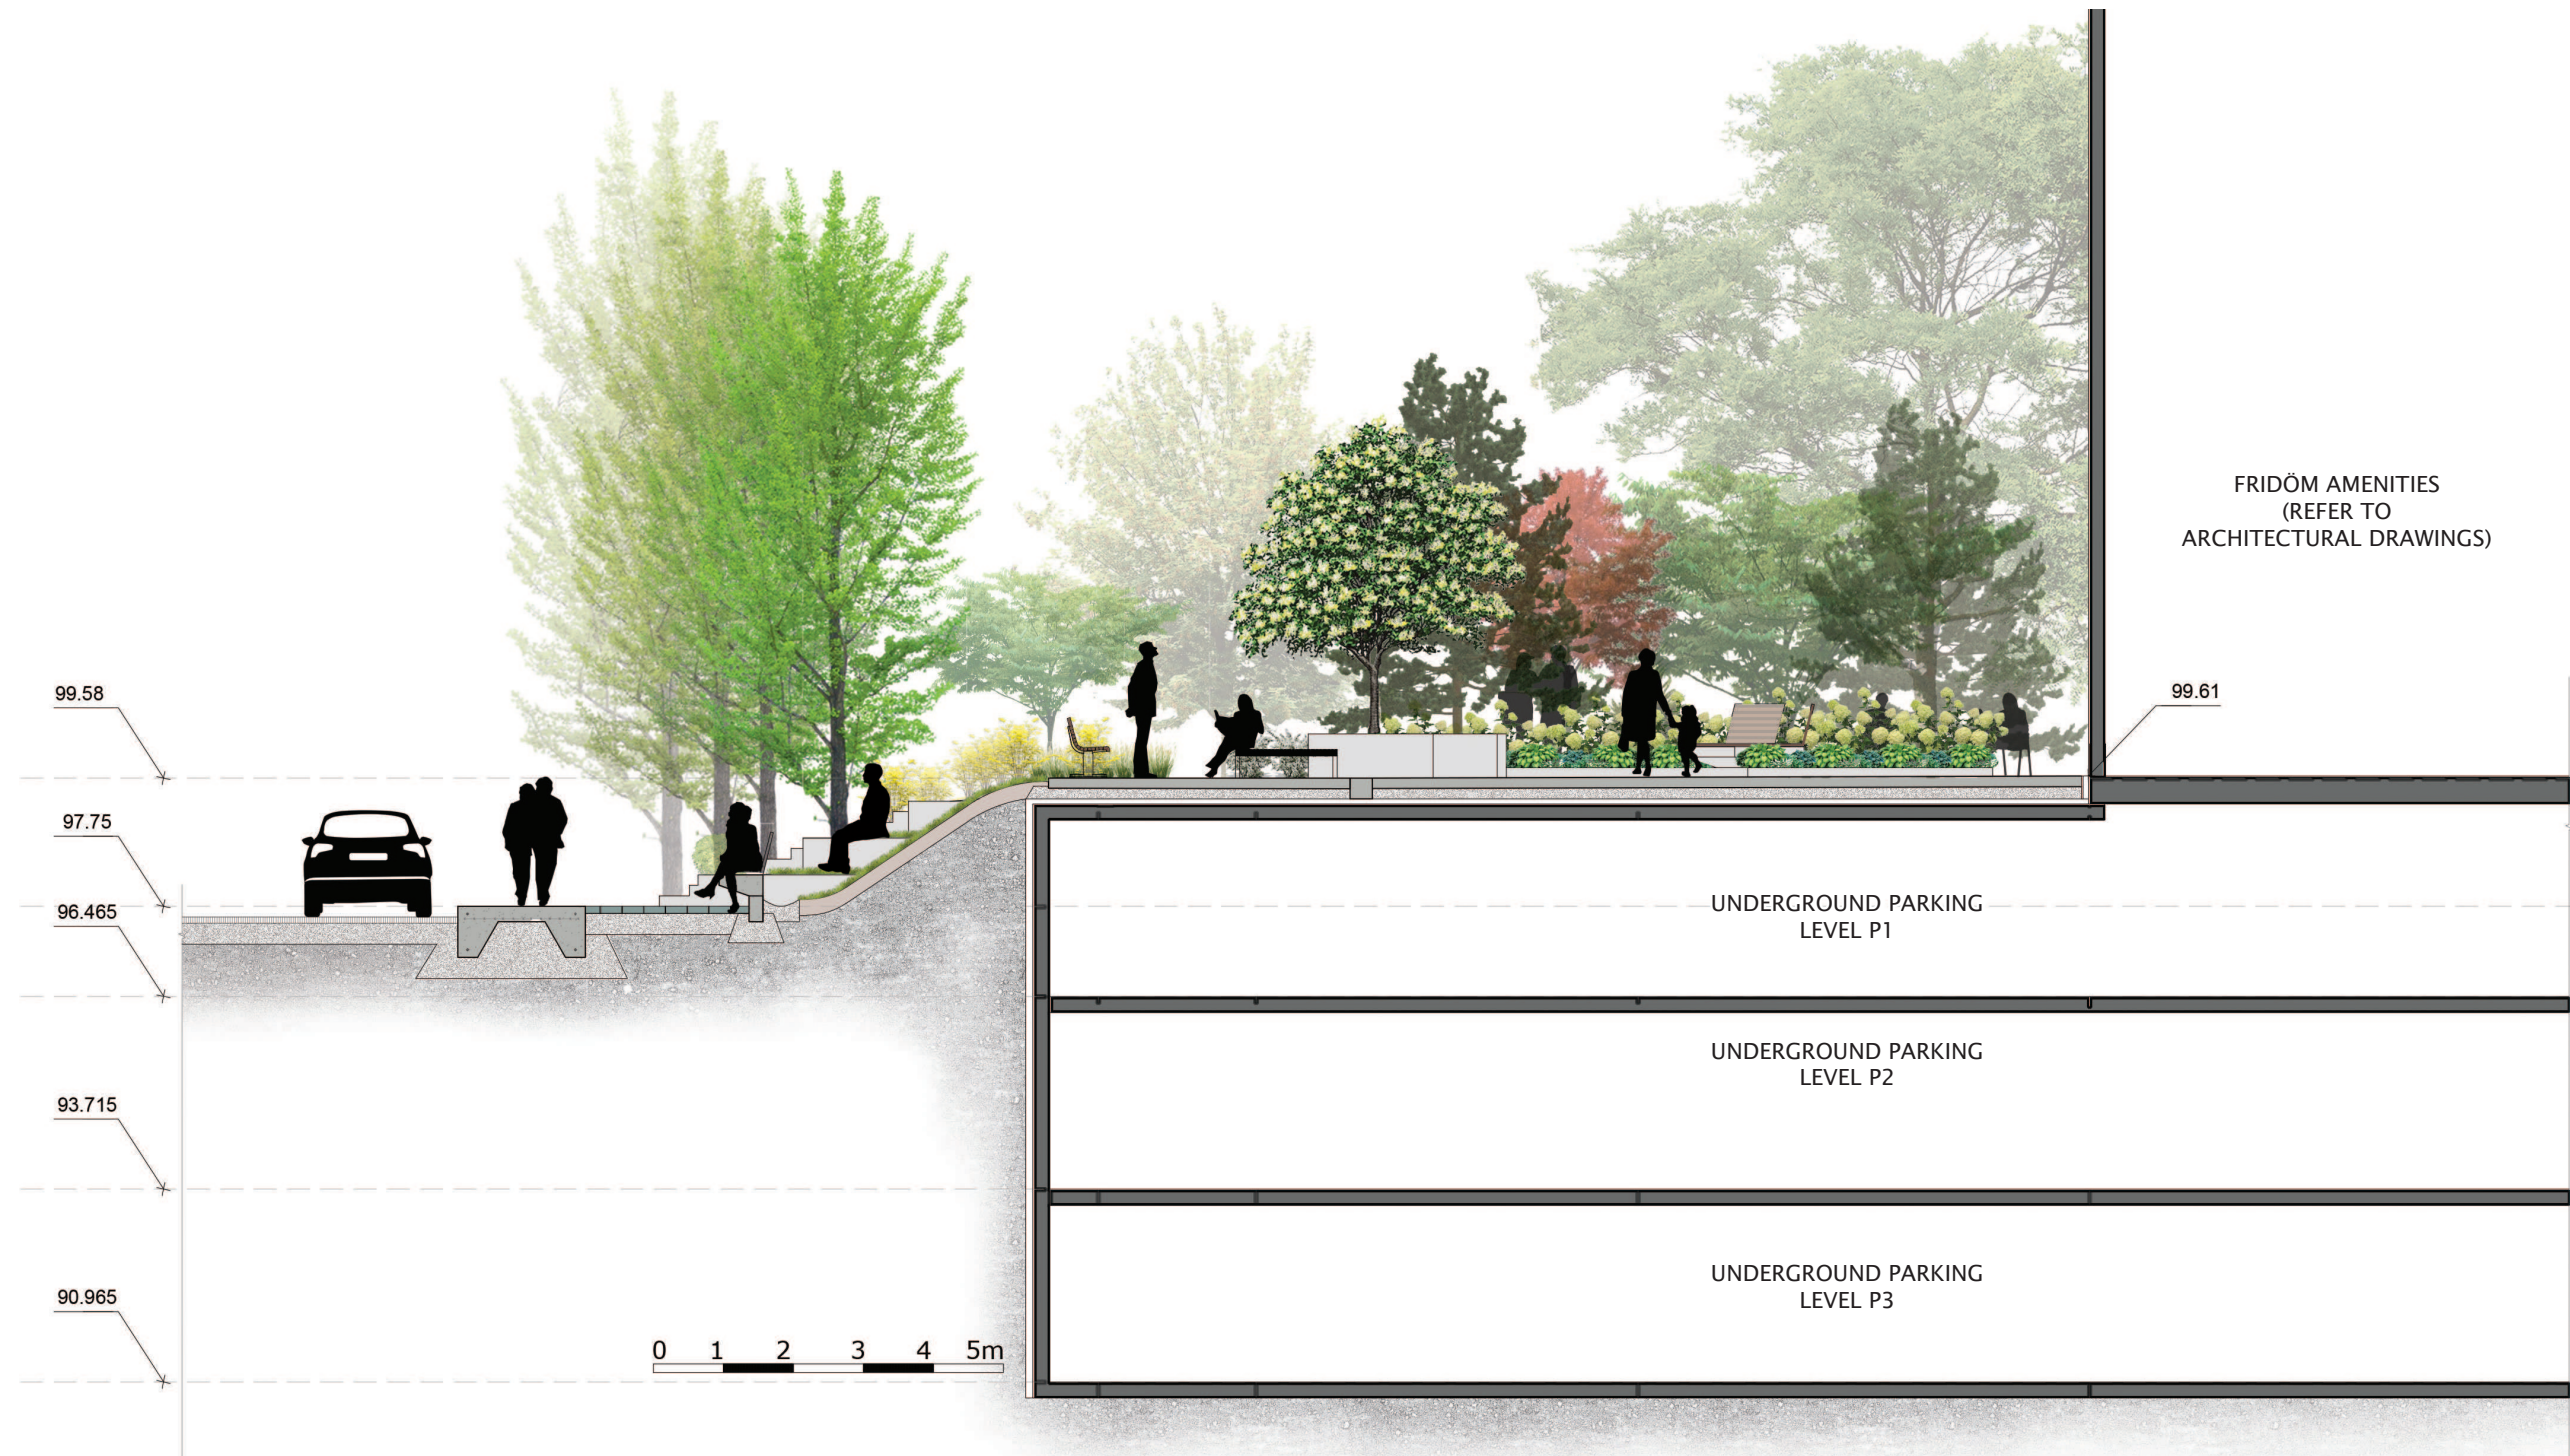 FRIDÖM AMENITIES
(REFER TO
ARCHITECTURAL DRAWINGS)
99.58
99.61
97.75
96.465
UNDERGROUND PARKING
LEVEL P1
UNDERGROUND PARKING
LEVEL P2
93.715
UNDERGROUND PARKING
LEVEL P3
90.965
0 1 2 3 4 5m